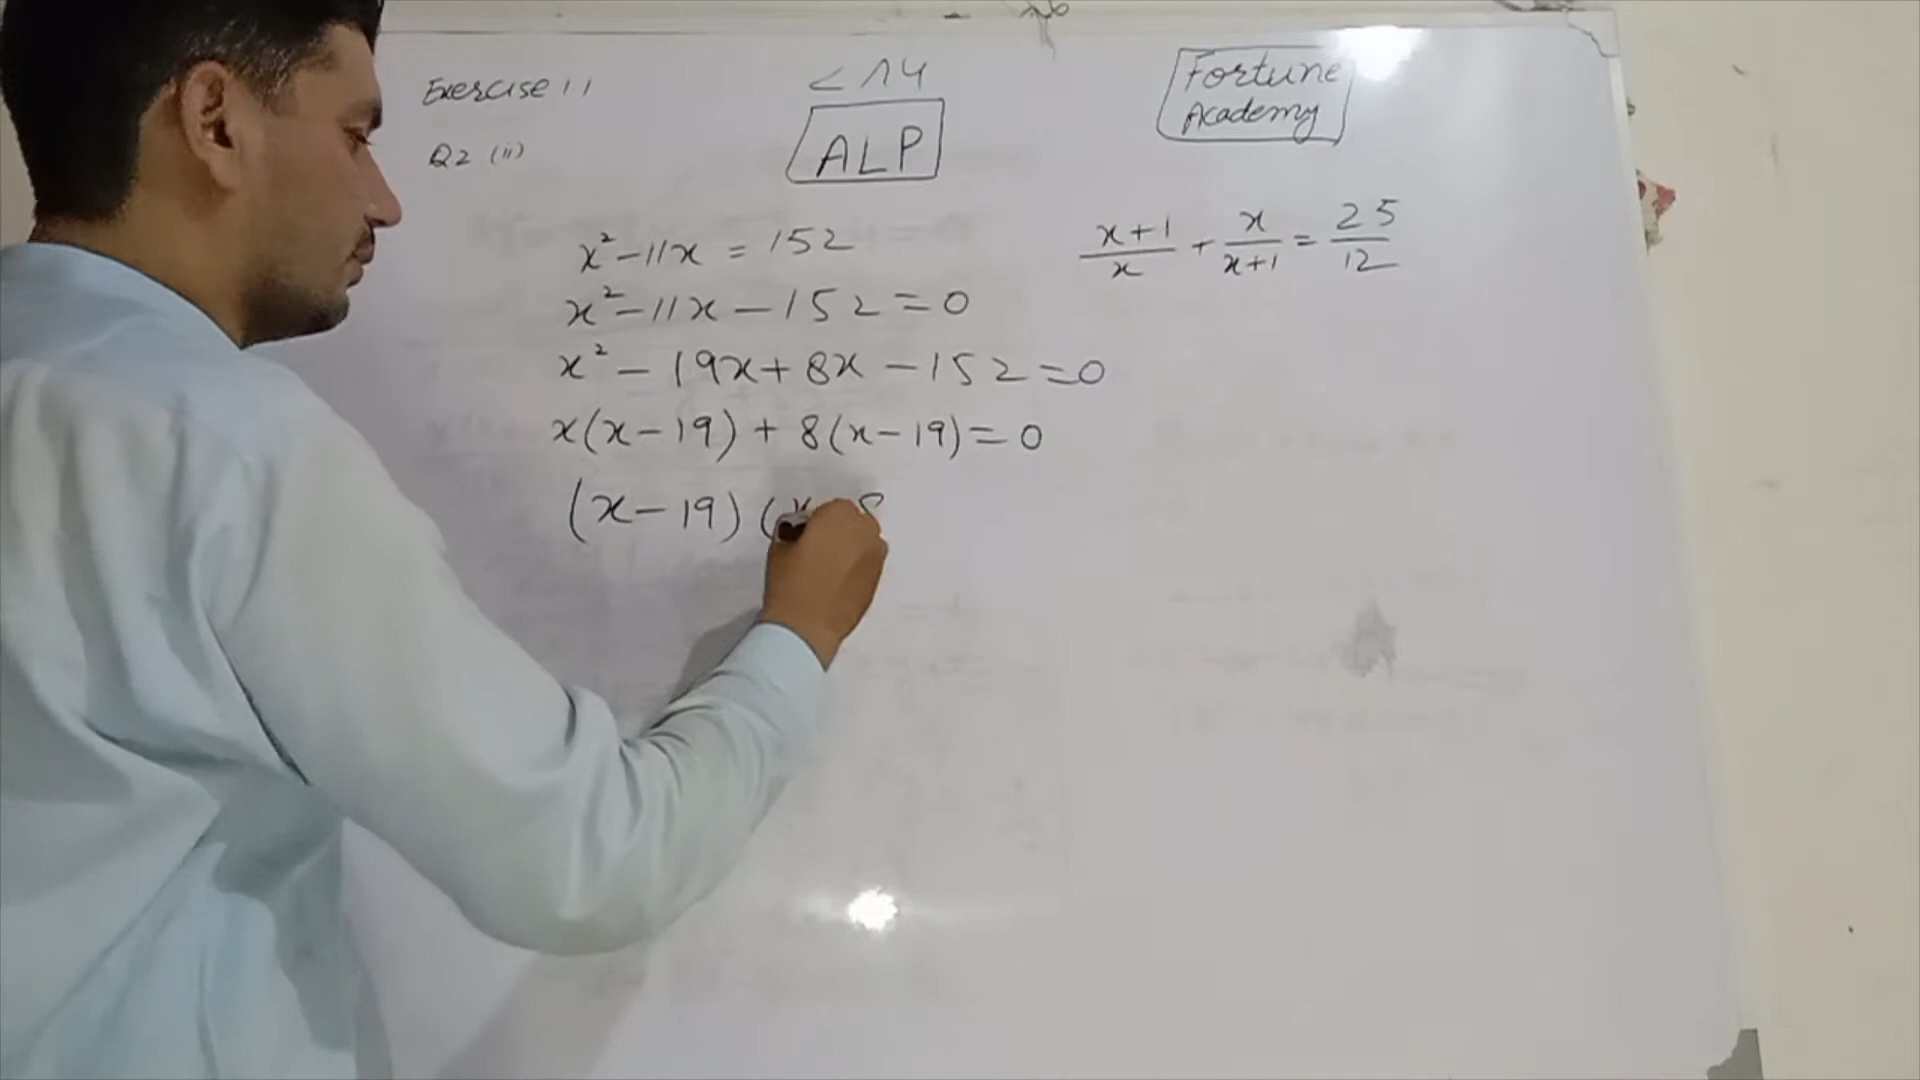 Exercise 11
Q2 (ii)
ALP
Fortune
Academy
x² - 11x = 152
x² - 11x - 152 = 0
x² - 19x + 8x - 152 = 0
x(x - 19) + 8(x - 19) = 0
(x - 19) (x 8
x+1/x + x/x+1 = 25/12